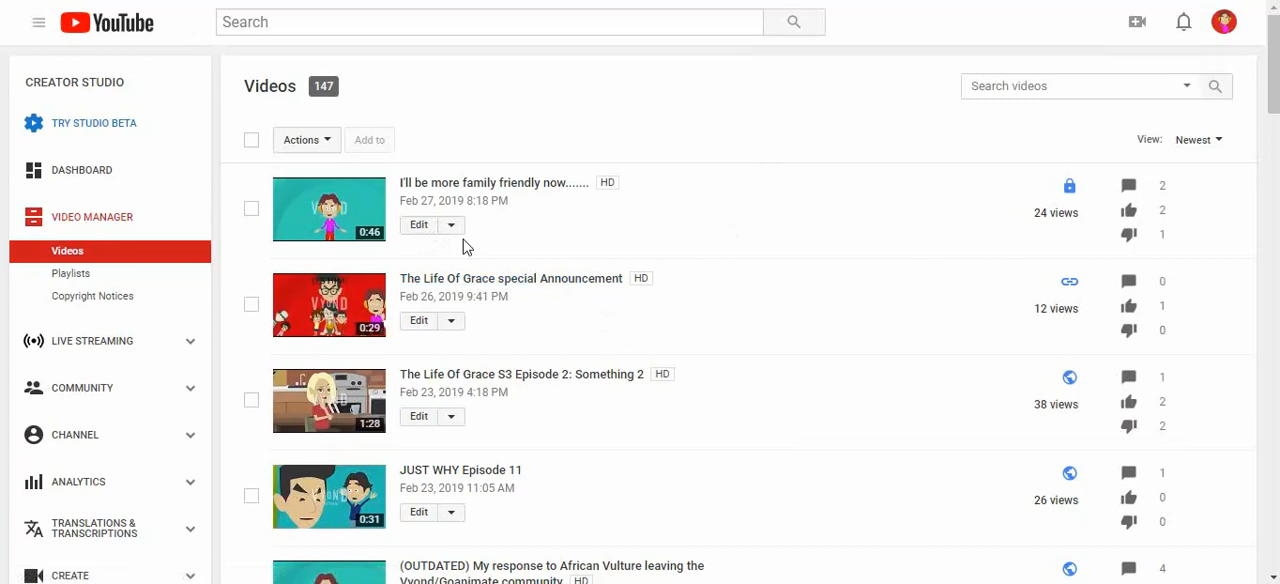 YouTube
Search
CREATOR STUDIO
TRY STUDIO BETA
DASHBOARD
VIDEO MANAGER
Videos
Playlists
Copyright Notices
LIVE STREAMING
COMMUNITY
CHANNEL
ANALYTICS
TRANSLATIONS &
TRANSCRIPTIONS
CREATE
Videos 147
Search videos
Actions Add to
View: Newest
I'll be more family friendly now....... HD
Feb 27, 2019 8:18 PM
Edit
0:46
24 views
2
2
1
The Life Of Grace special Announcement HD
Feb 26, 2019 9:41 PM
Edit
VYOND
0:29
12 views
0
1
0
The Life Of Grace S3 Episode 2: Something 2 HD
Feb 23, 2019 4:18 PM
Edit
1:28
38 views
1
2
2
JUST WHY Episode 11
Feb 23, 2019 11:05 AM
Edit
0:31
26 views
1
0
0
(OUTDATED) My response to African Vulture leaving the
Vyond/Goanimate community HD
4